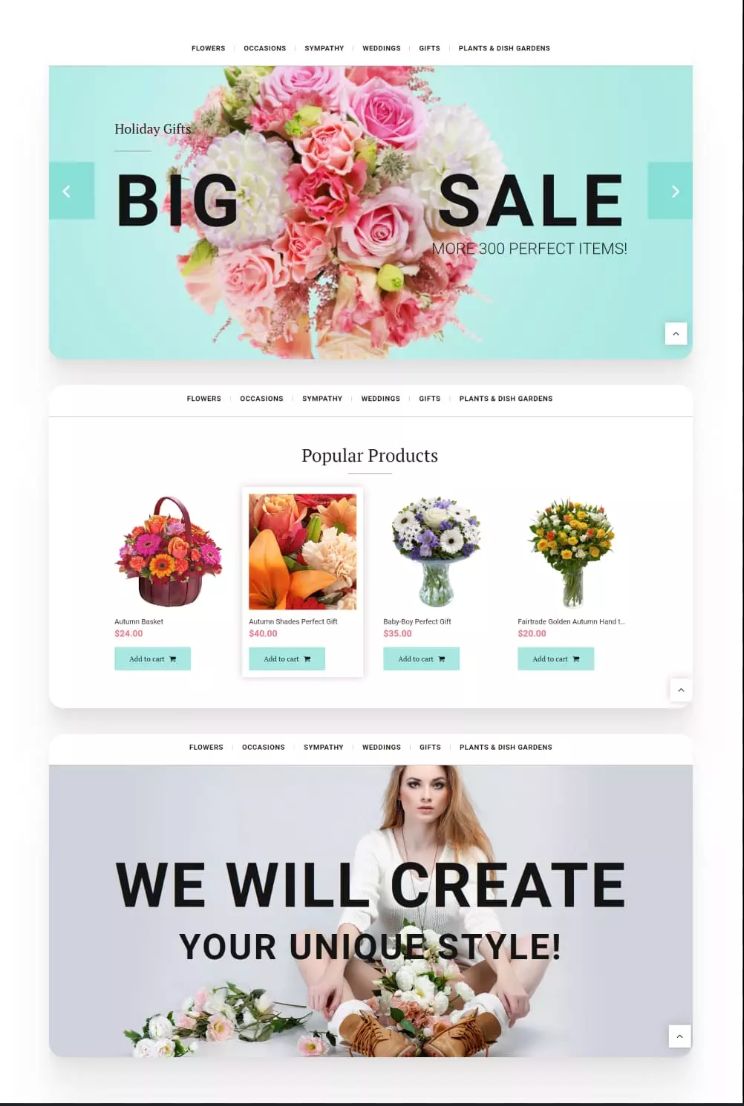 FLOWERS | OCCASIONS | SYMPATHY | WEDDINGS | GIFTS | PLANTS & DISH GARDENS
Holiday Gifts
BIG SALE
MORE 300 PERFECT ITEMS!
FLOWERS | OCCASIONS | SYMPATHY | WEDDINGS | GIFTS | PLANTS & DISH GARDENS
Popular Products
Autumn Basket
$24.00
Add to cart
Autumn Shades Perfect Gift
$40.00
Add to cart
Baby-Boy Perfect Gift
$35.00
Add to cart
Fairtrade Golden Autumn Hand t...
$20.00
Add to cart
FLOWERS | OCCASIONS | SYMPATHY | WEDDINGS | GIFTS | PLANTS & DISH GARDENS
WE WILL CREATE
YOUR UNIQUE STYLE!